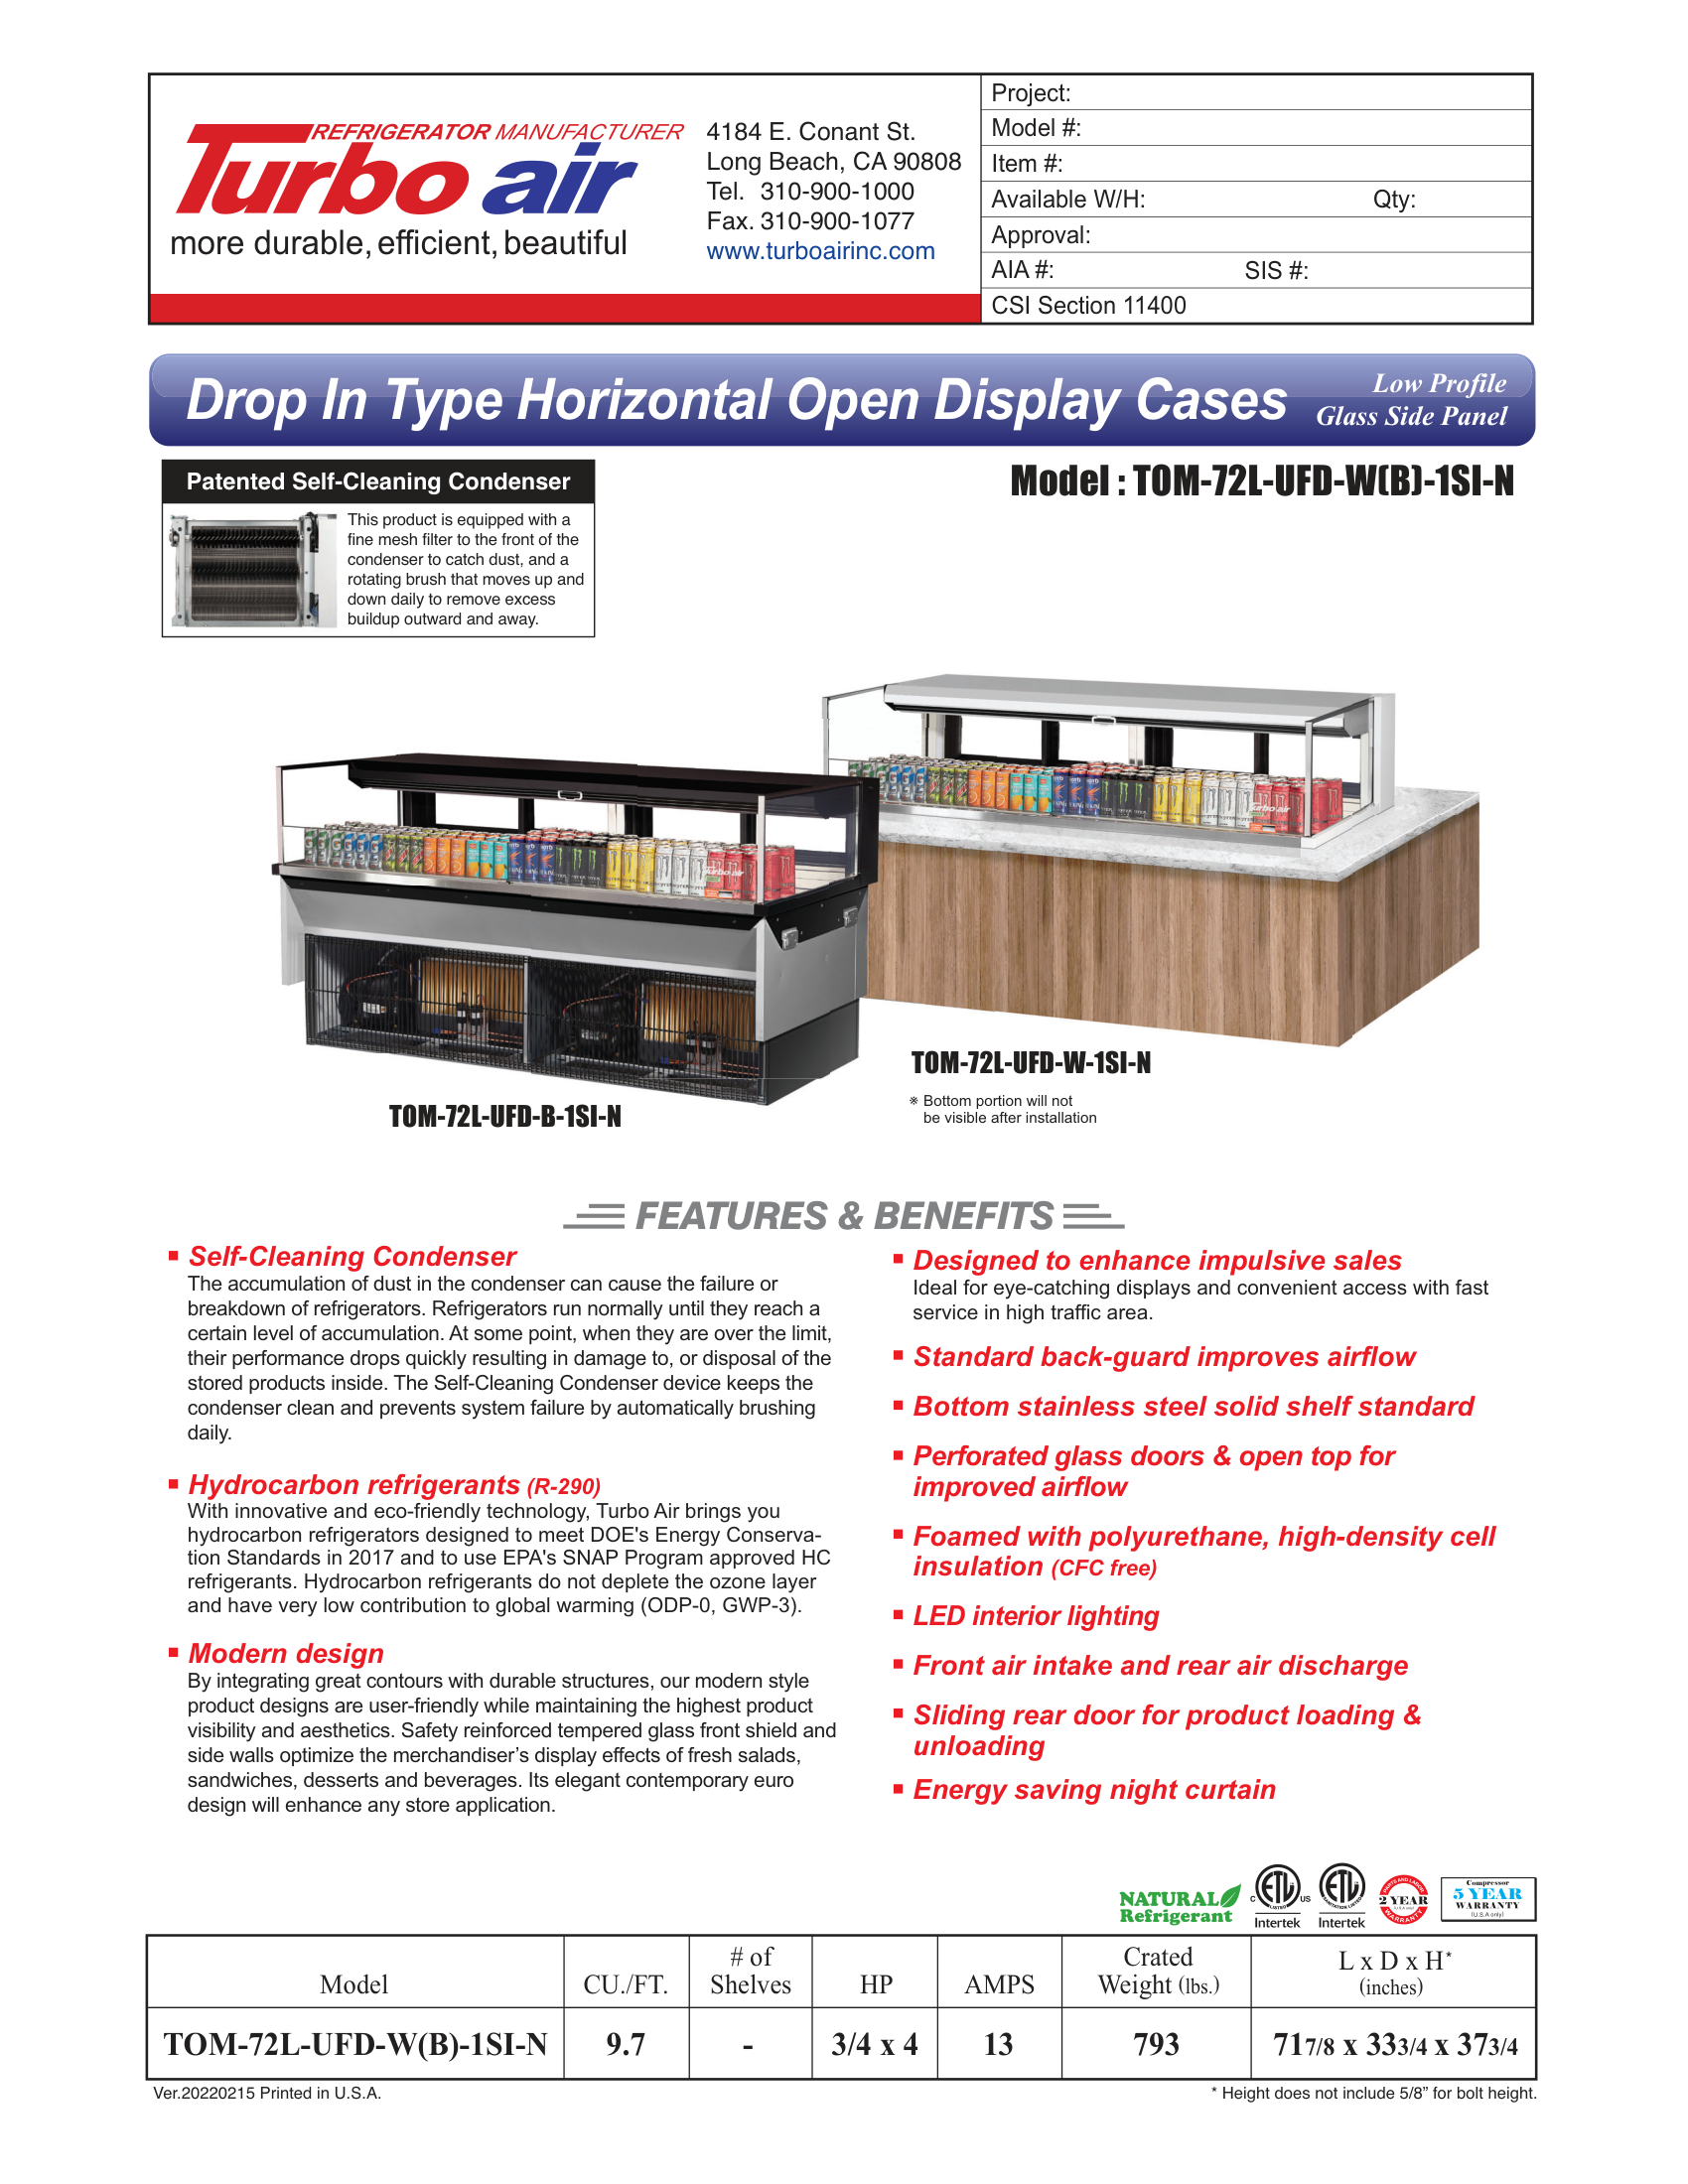 REFRIGERATOR MANUFACTURER
Turbo air
more durable, efficient, beautiful
4184 E. Conant St.
Long Beach, CA 90808
Tel. 310-900-1000
Fax. 310-900-1077
www.turboairinc.com
Project:
Model #:
Item #:
Available W/H: Qty:
Approval:
AIA #: SIS #:
CSI Section 11400
Drop In Type Horizontal Open Display Cases
Low Profile
Glass Side Panel
Patented Self-Cleaning Condenser
This product is equipped with a
fine mesh filter to the front of the
condenser to catch dust, and a
rotating brush that moves up and
down daily to remove excess
buildup outward and away.
Model : TOM-72L-UFD-W(B)-1SI-N
TOM-72L-UFD-W-1SI-N
※ Bottom portion will not
be visible after installation
TOM-72L-UFD-B-1SI-N
FEATURES & BENEFITS
Self-Cleaning Condenser
The accumulation of dust in the condenser can cause the failure or
breakdown of refrigerators. Refrigerators run normally until they reach a
certain level of accumulation. At some point, when they are over the limit,
their performance drops quickly resulting in damage to, or disposal of the
stored products inside. The Self-Cleaning Condenser device keeps the
condenser clean and prevents system failure by automatically brushing
daily.
Hydrocarbon refrigerants (R-290)
With innovative and eco-friendly technology, Turbo Air brings you
hydrocarbon refrigerators designed to meet DOE's Energy Conserva-
tion Standards in 2017 and to use EPA's SNAP Program approved HC
refrigerants. Hydrocarbon refrigerants do not deplete the ozone layer
and have very low contribution to global warming (ODP-0, GWP-3).
Modern design
By integrating great contours with durable structures, our modern style
product designs are user-friendly while maintaining the highest product
visibility and aesthetics. Safety reinforced tempered glass front shield and
side walls optimize the merchandiser’s display effects of fresh salads,
sandwiches, desserts and beverages. Its elegant contemporary euro
design will enhance any store application.
Designed to enhance impulsive sales
Ideal for eye-catching displays and convenient access with fast
service in high traffic area.
Standard back-guard improves airflow
Bottom stainless steel solid shelf standard
Perforated glass doors & open top for
improved airflow
Foamed with polyurethane, high-density cell
insulation (CFC free)
LED interior lighting
Front air intake and rear air discharge
Sliding rear door for product loading &
unloading
Energy saving night curtain
NATURAL
Refrigerant
C ETL LISTED US
Intertek
ETL
Intertek
PARTS AND LABOR
2 YEAR
(U.S.A only)
WARRANTY
Compressor
5 YEAR
WARRANTY
(U.S.A only)
Model CU./FT. # of Shelves HP AMPS Crated Weight (lbs.) L x D x H* (inches)
TOM-72L-UFD-W(B)-1SI-N 9.7 - 3/4 x 4 13 793 71 7/8 x 33 3/4 x 37 3/4
Ver.20220215 Printed in U.S.A.
* Height does not include 5/8” for bolt height.